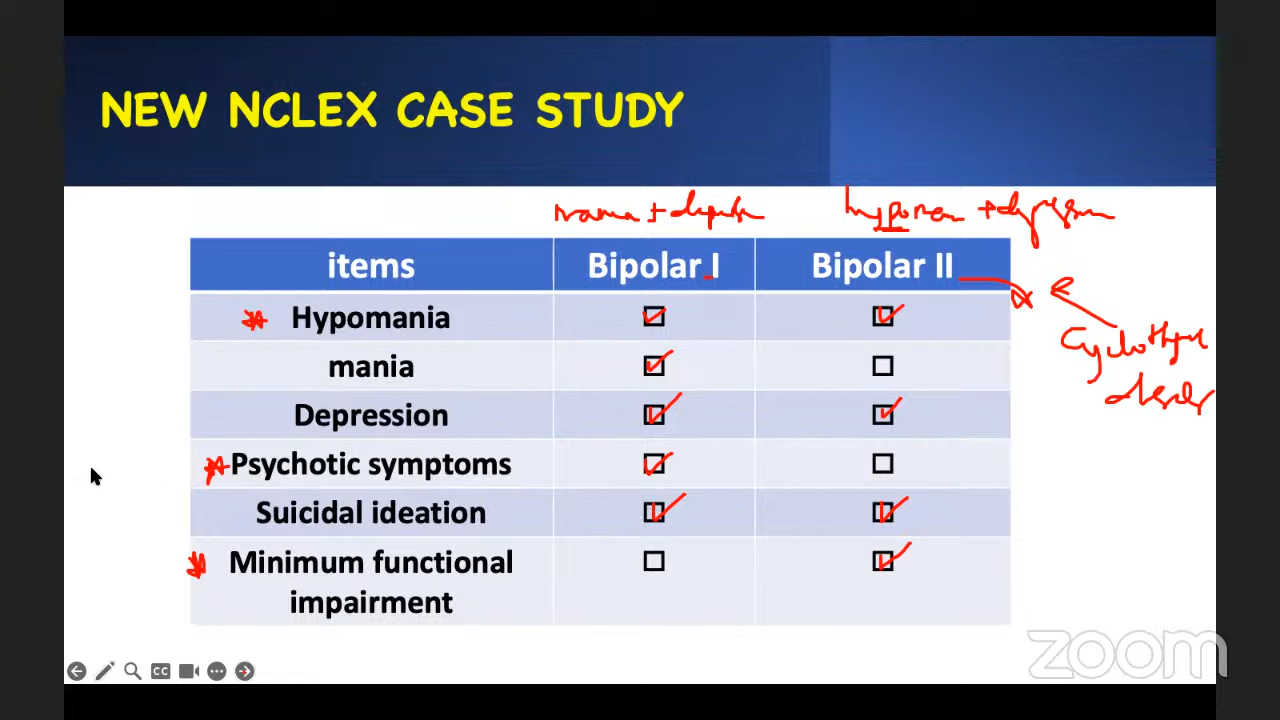 NEW NCLEX CASE STUDY
+ +
items Bipolar I Bipolar II
Hypomania
mania
Depression
Psychotic symptoms
Suicidal ideation
Minimum functional
impairment
CC
zoom